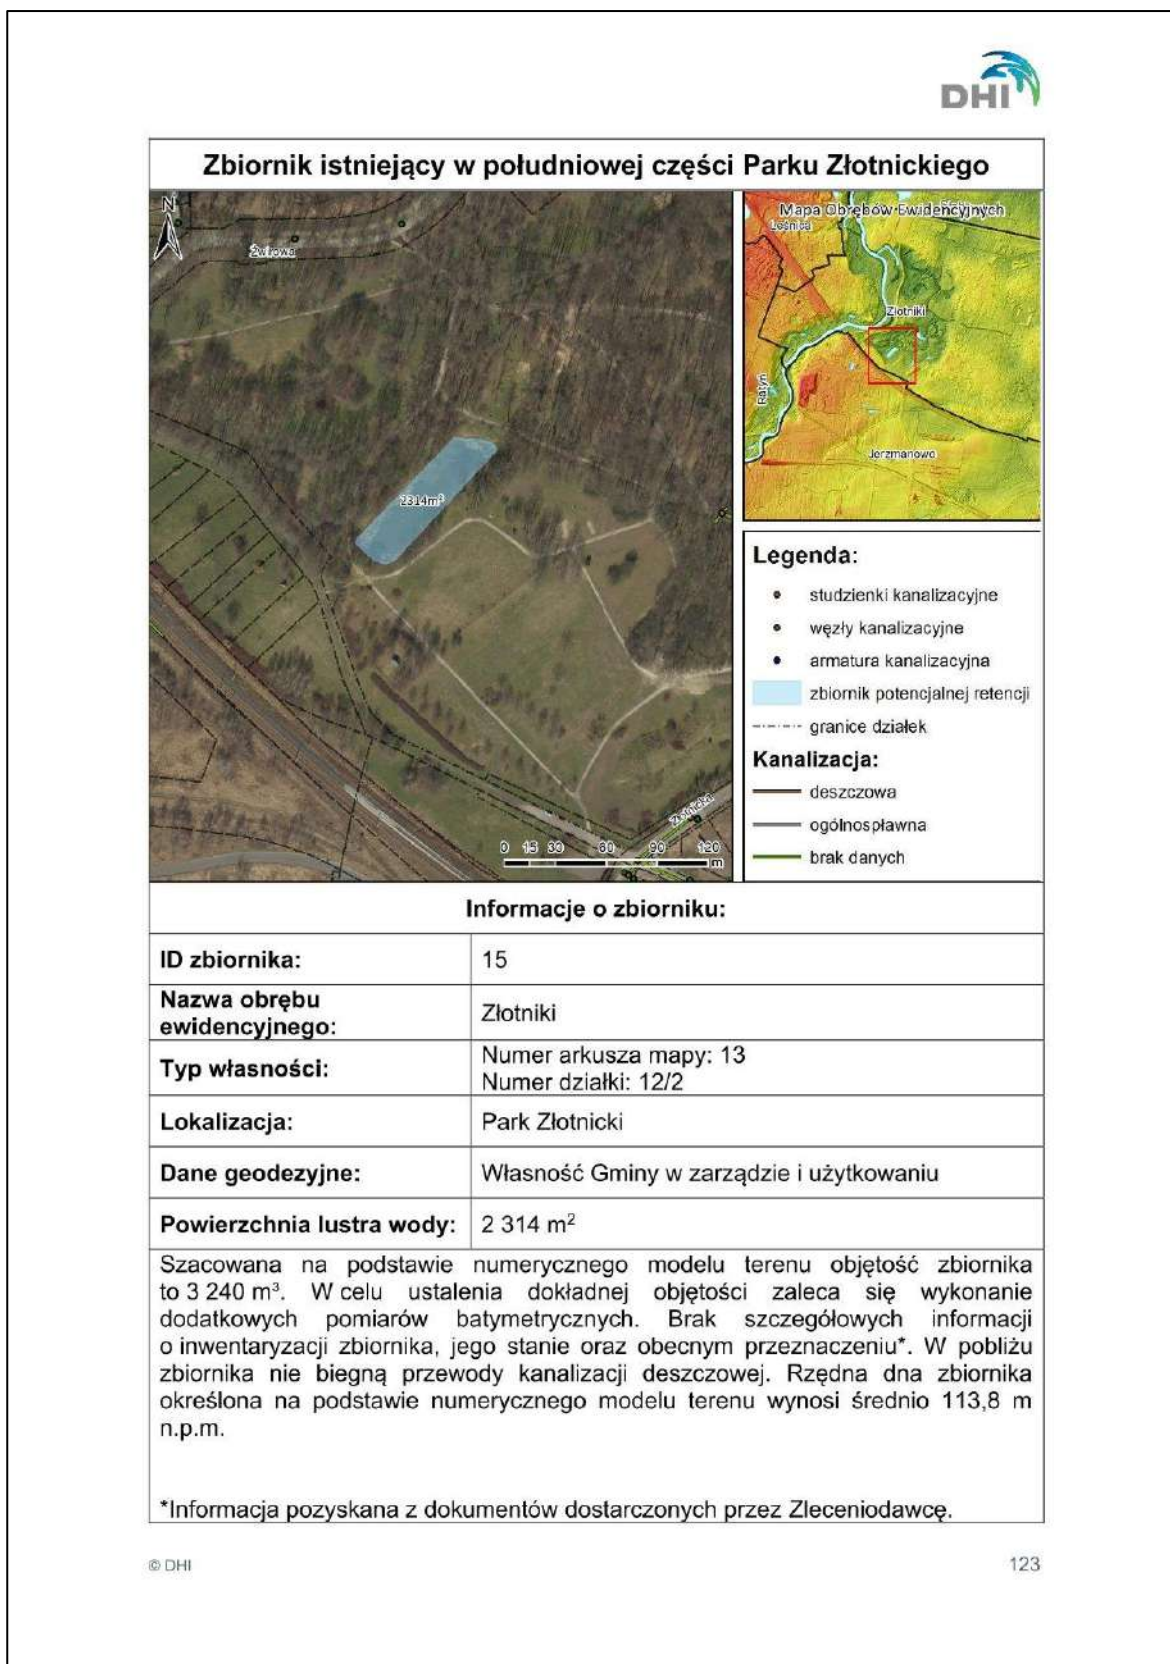 DHI
Zbiornik istniejący w południowej części Parku Złotnickiego
N
Żwirowa
2314m²
Złotnicka
0 15 30 60 90 120
m
Mapa Obrębów Ewidencyjnych
Leśnica
Złotniki
Ratyń
Jerzmanowo
Legenda:
studzienki kanalizacyjne
węzły kanalizacyjne
armatura kanalizacyjna
zbiornik potencjalnej retencji
granice działek
Kanalizacja:
deszczowa
ogólnospławna
brak danych
Informacje o zbiorniku:
ID zbiornika: 15
Nazwa obrębu
ewidencyjnego: Złotniki
Typ własności: Numer arkusza mapy: 13
Numer działki: 12/2
Lokalizacja: Park Złotnicki
Dane geodezyjne: Własność Gminy w zarządzie i użytkowaniu
Powierzchnia lustra wody: 2 314 m²
Szacowana na podstawie numerycznego modelu terenu objętość zbiornika
to 3 240 m³. W celu ustalenia dokładnej objętości zaleca się wykonanie
dodatkowych pomiarów batymetrycznych. Brak szczegółowych informacji
o inwentaryzacji zbiornika, jego stanie oraz obecnym przeznaczeniu*. W pobliżu
zbiornika nie biegną przewody kanalizacji deszczowej. Rzędna dna zbiornika
określona na podstawie numerycznego modelu terenu wynosi średnio 113,8 m
n.p.m.
*Informacja pozyskana z dokumentów dostarczonych przez Zleceniodawcę.
© DHI
123